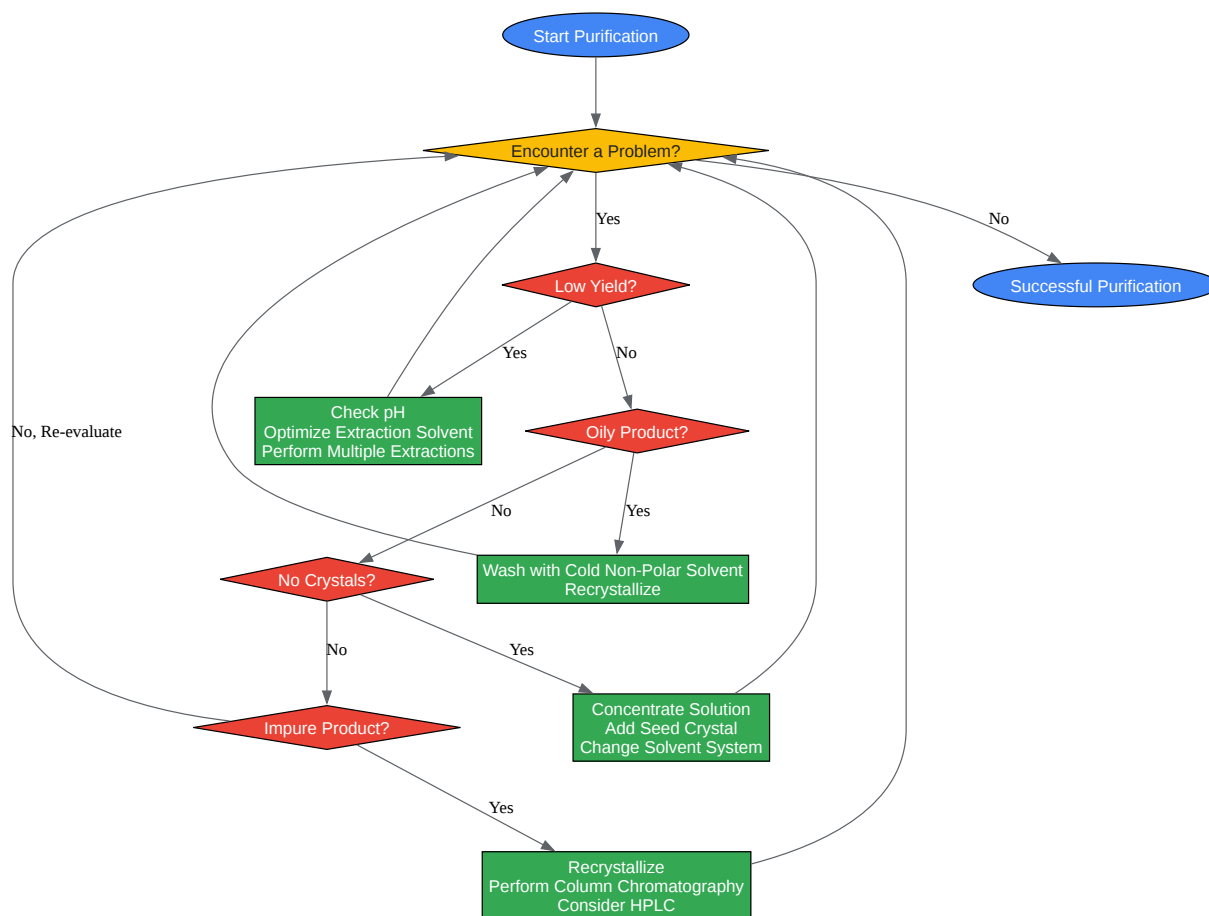 Start Purification
Encounter a Problem?
Yes
No
Low Yield?
Successful Purification
Yes
No
Check pH
Optimize Extraction Solvent
Perform Multiple Extractions
Oily Product?
No, Re-evaluate
No
Yes
Wash with Cold Non-Polar Solvent
Recrystallize
No Crystals?
No
Yes
Concentrate Solution
Add Seed Crystal
Change Solvent System
Impure Product?
Yes
Recrystallize
Perform Column Chromatography
Consider HPLC